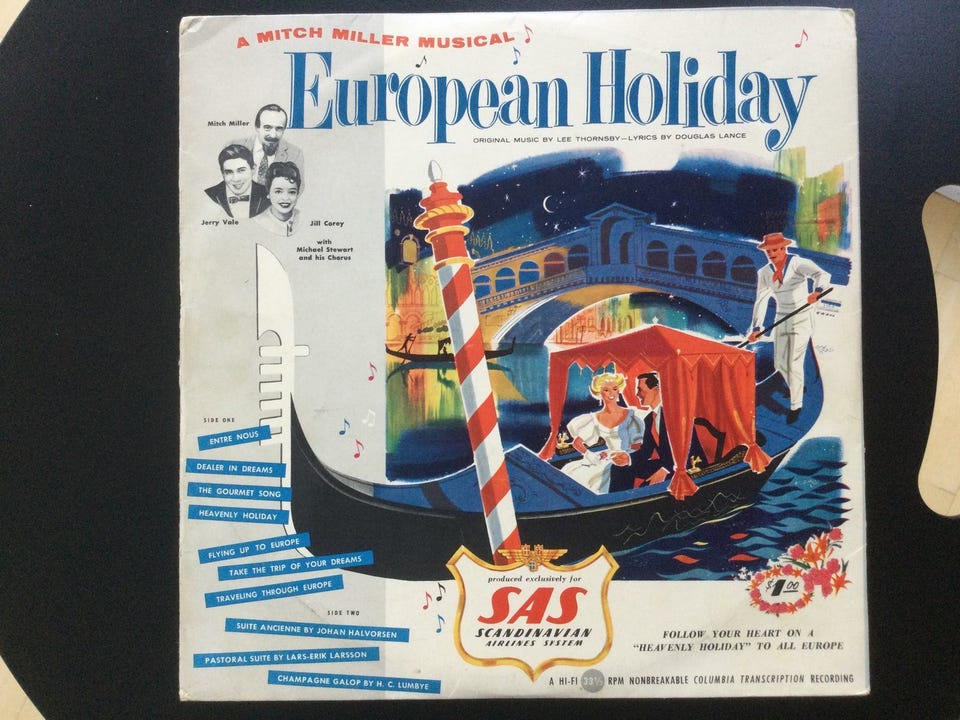 A MITCH MILLER MUSICAL
European Holiday
ORIGINAL MUSIC BY LEE THORNSBY—LYRICS BY DOUGLAS LANCE
Mitch Miller
Jerry Vale
Jill Corey
with
Michael Stewart
and his Chorus
SIDE ONE
ENTRE NOUS
DEALER IN DREAMS
THE GOURMET SONG
HEAVENLY HOLIDAY
FLYING UP TO EUROPE
TAKE THE TRIP OF YOUR DREAMS
TRAVELING THROUGH EUROPE
SIDE TWO
SUITE ANCIENNE BY JOHAN HALVORSEN
PASTORAL SUITE BY LARS-ERIK LARSSON
CHAMPAGNE GALOP BY H. C. LUMBYE
produced exclusively for
SAS
SCANDINAVIAN
AIRLINES SYSTEM
$1.00
FOLLOW YOUR HEART ON A
"HEAVENLY HOLIDAY" TO ALL EUROPE
A HI-FI 33⅓ RPM NONBREAKABLE COLUMBIA TRANSCRIPTION RECORDING